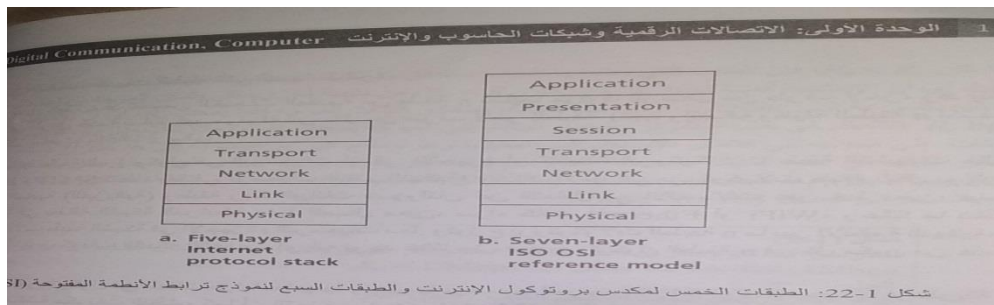 1 الوحدة الأولى: الاتصالات الرقمية وشبكات الحاسوب والإنترنت Digital Communication, Computer
Application
Transport
Network
Link
Physical
a. Five-layer
Internet
protocol stack
Application
Presentation
Session
Transport
Network
Link
Physical
b. Seven-layer
ISO OSI
reference model
شكل 1-22: الطبقات الخمس لمكدس بروتوكول الإنترنت والطبقات السبع لنموذج ترابط الأنظمة المفتوحة (SI